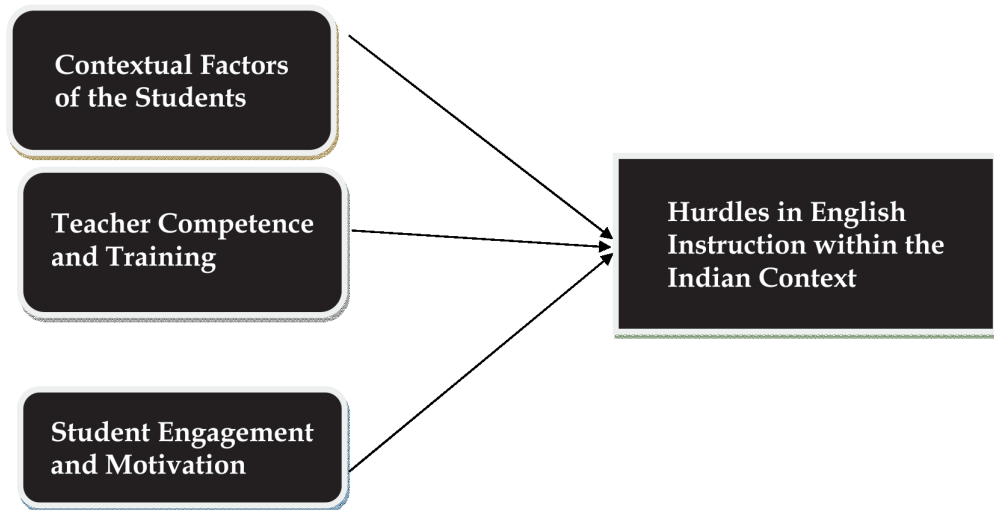 Contextual Factors
of the Students
Teacher Competence
and Training
Hurdles in English
Instruction within the
Indian Context
Student Engagement
and Motivation